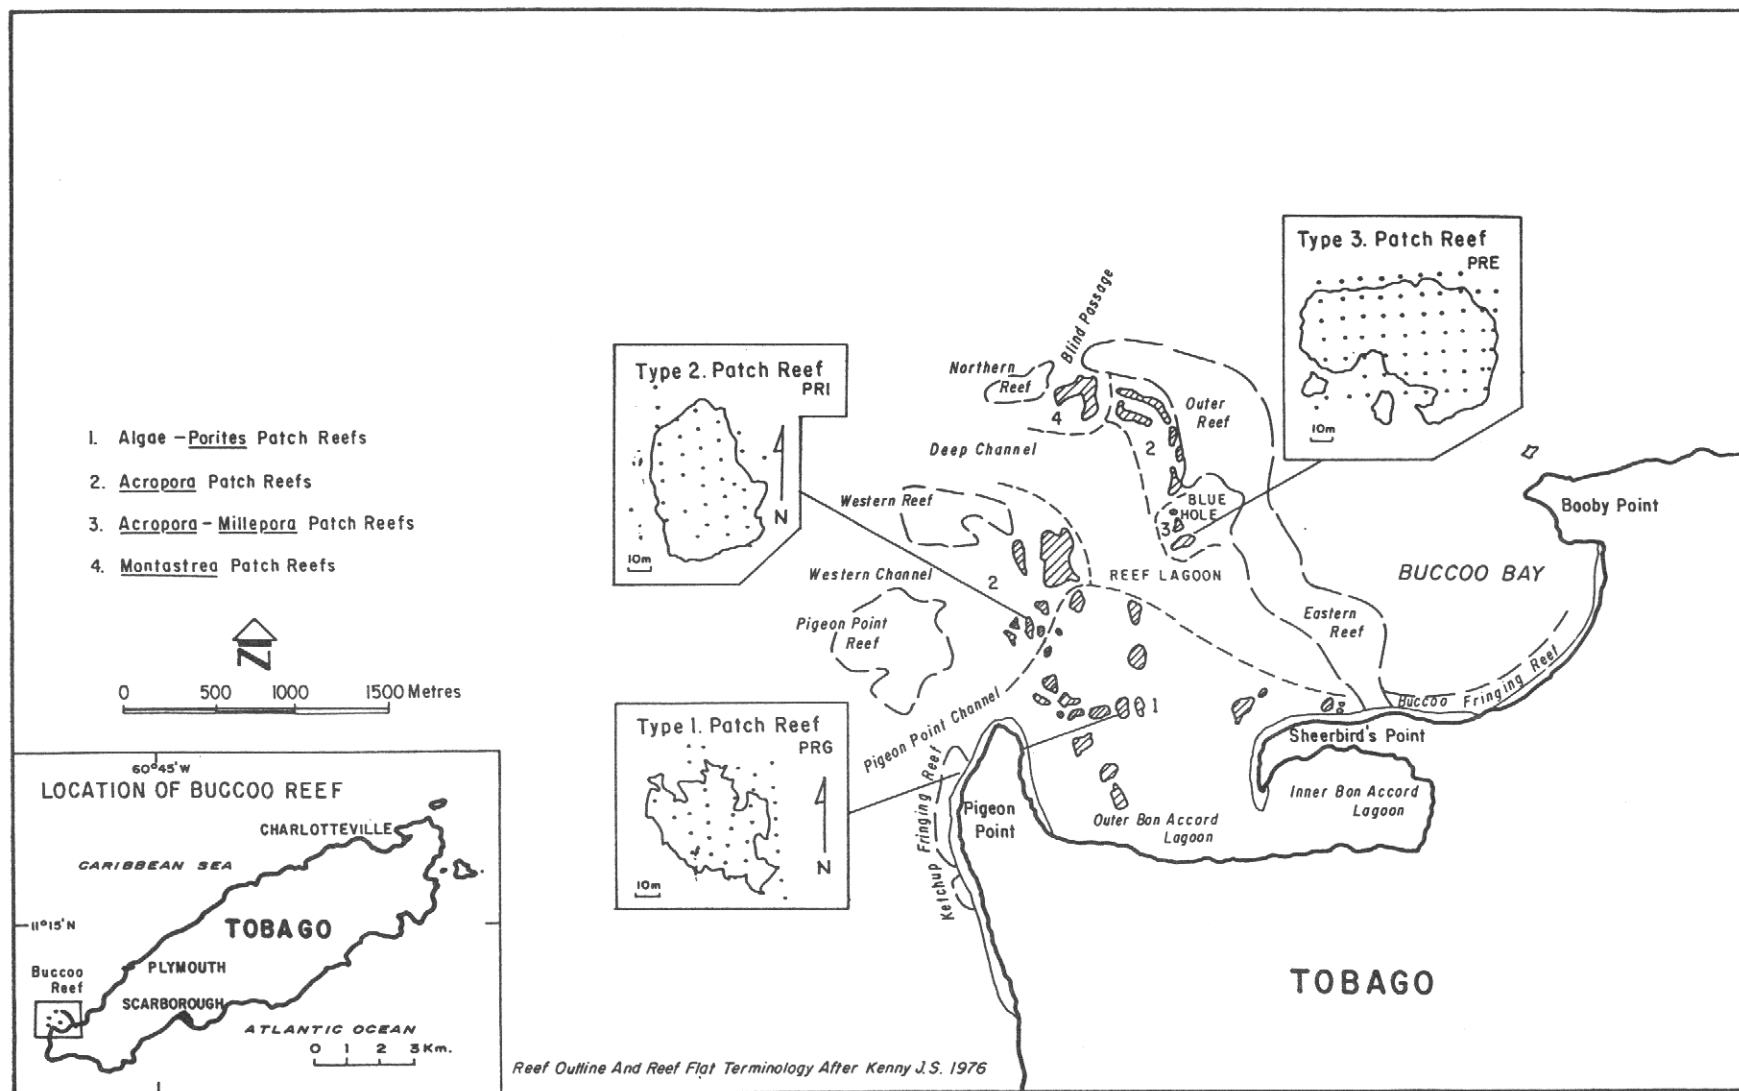 Type 3. Patch Reef
PRE
10m
Blind Passage
Northern
Reef
4
Outer
Reef
2
Deep Channel
Type 2. Patch Reef
PRI
N
10m
1. Algae – Porites Patch Reefs
2. Acropora Patch Reefs
3. Acropora – Millepora Patch Reefs
4. Montastrea Patch Reefs
Western Reef
BLUE
HOLE
3
Booby Point
Western Channel
2
REEF LAGOON
BUCCOO BAY
Pigeon Point
Reef
Eastern
Reef
N
0 500 1000 1500 Metres
Type 1. Patch Reef
PRG
N
10m
Pigeon Point Channel
1
Buccoo Fringing Reef
Sheerbird's Point
Ketchup Fringing Reef
Pigeon
Point
Outer Bon Accord
Lagoon
Inner Bon Accord
Lagoon
60°45'W
LOCATION OF BUCCOO REEF
CHARLOTTEVILLE
CARIBBEAN SEA
11°15'N
TOBAGO
Buccoo
Reef
PLYMOUTH
SCARBOROUGH
ATLANTIC OCEAN
0 1 2 3 Km.
TOBAGO
Reef Outline And Reef Flat Terminology After Kenny J.S. 1976